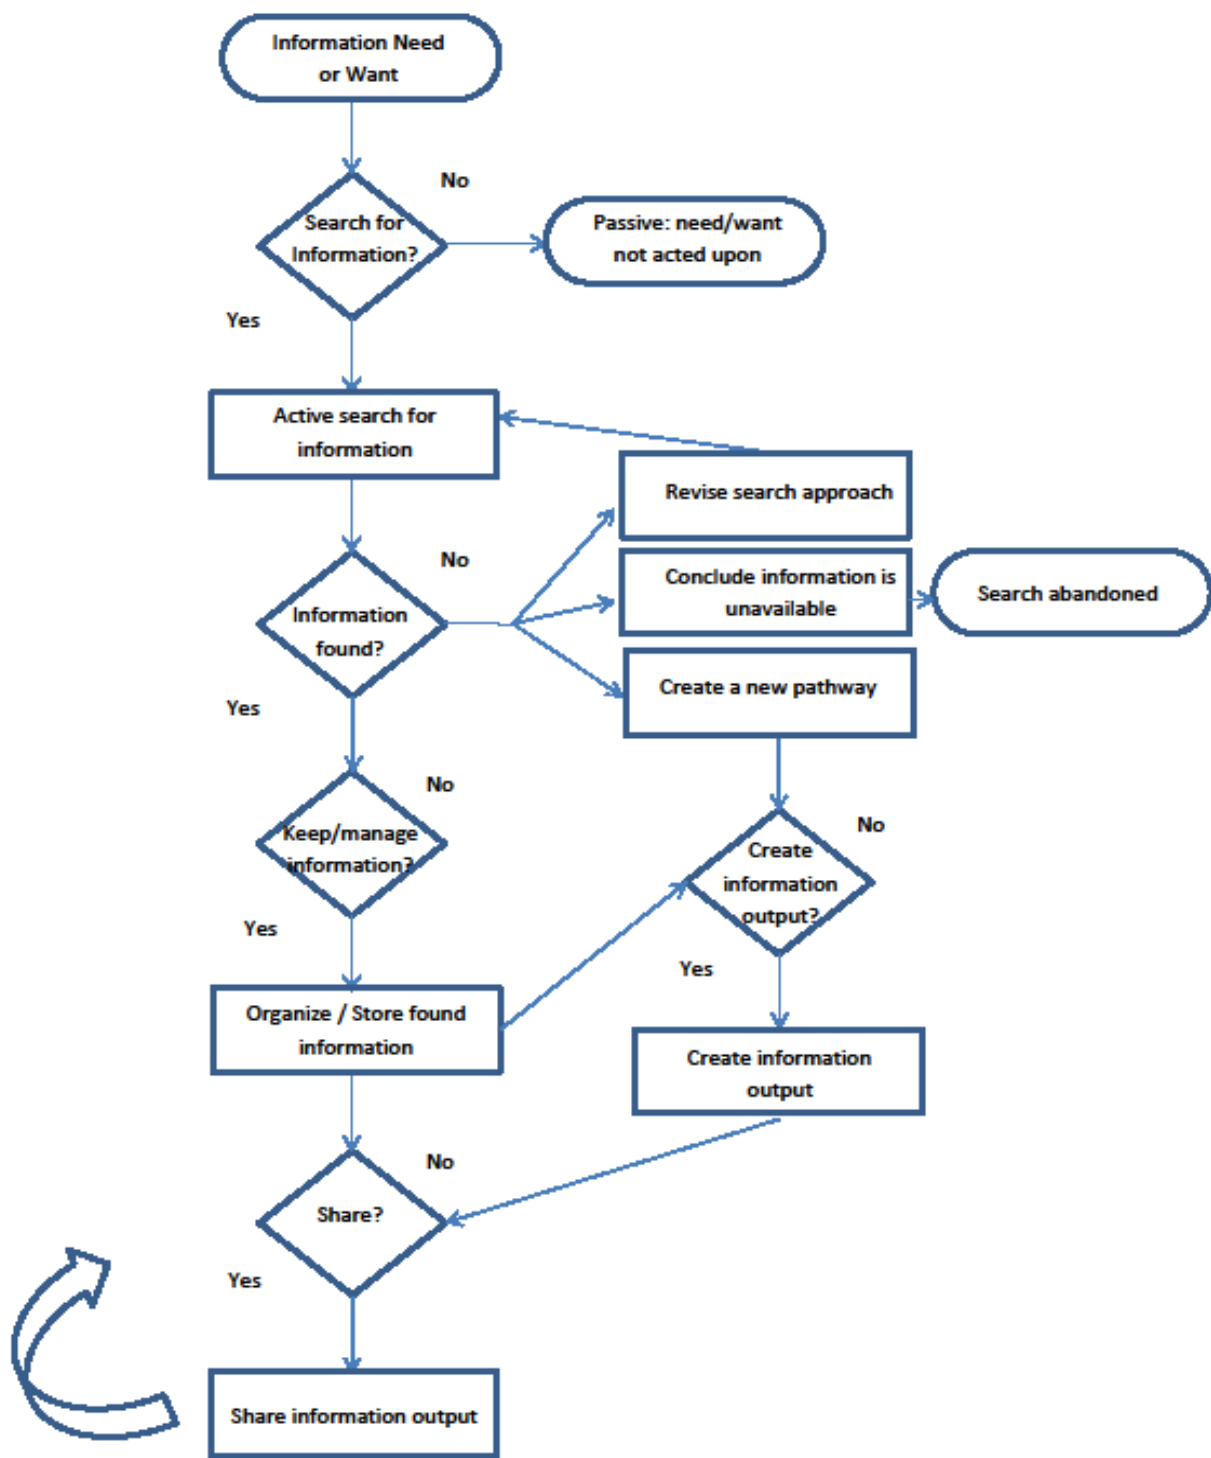 Information Need
or Want
No
Search for
Information?
Passive: need/want
not acted upon
Yes
Active search for
information
Revise search approach
No
Conclude information is
unavailable
Search abandoned
Information
found?
Create a new pathway
Yes
No
Keep/manage
information?
No
Create
information
output?
Yes
Yes
Organize / Store found
information
Create information
output
No
Share?
Yes
Share information output